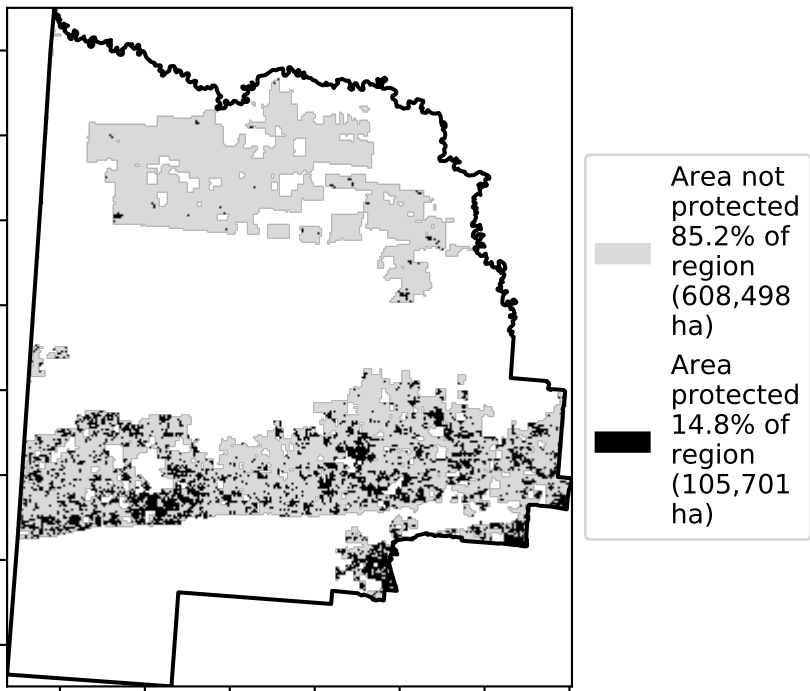 Area not
protected
85.2% of
region
(608,498
ha)
Area
protected
14.8% of
region
(105,701
ha)